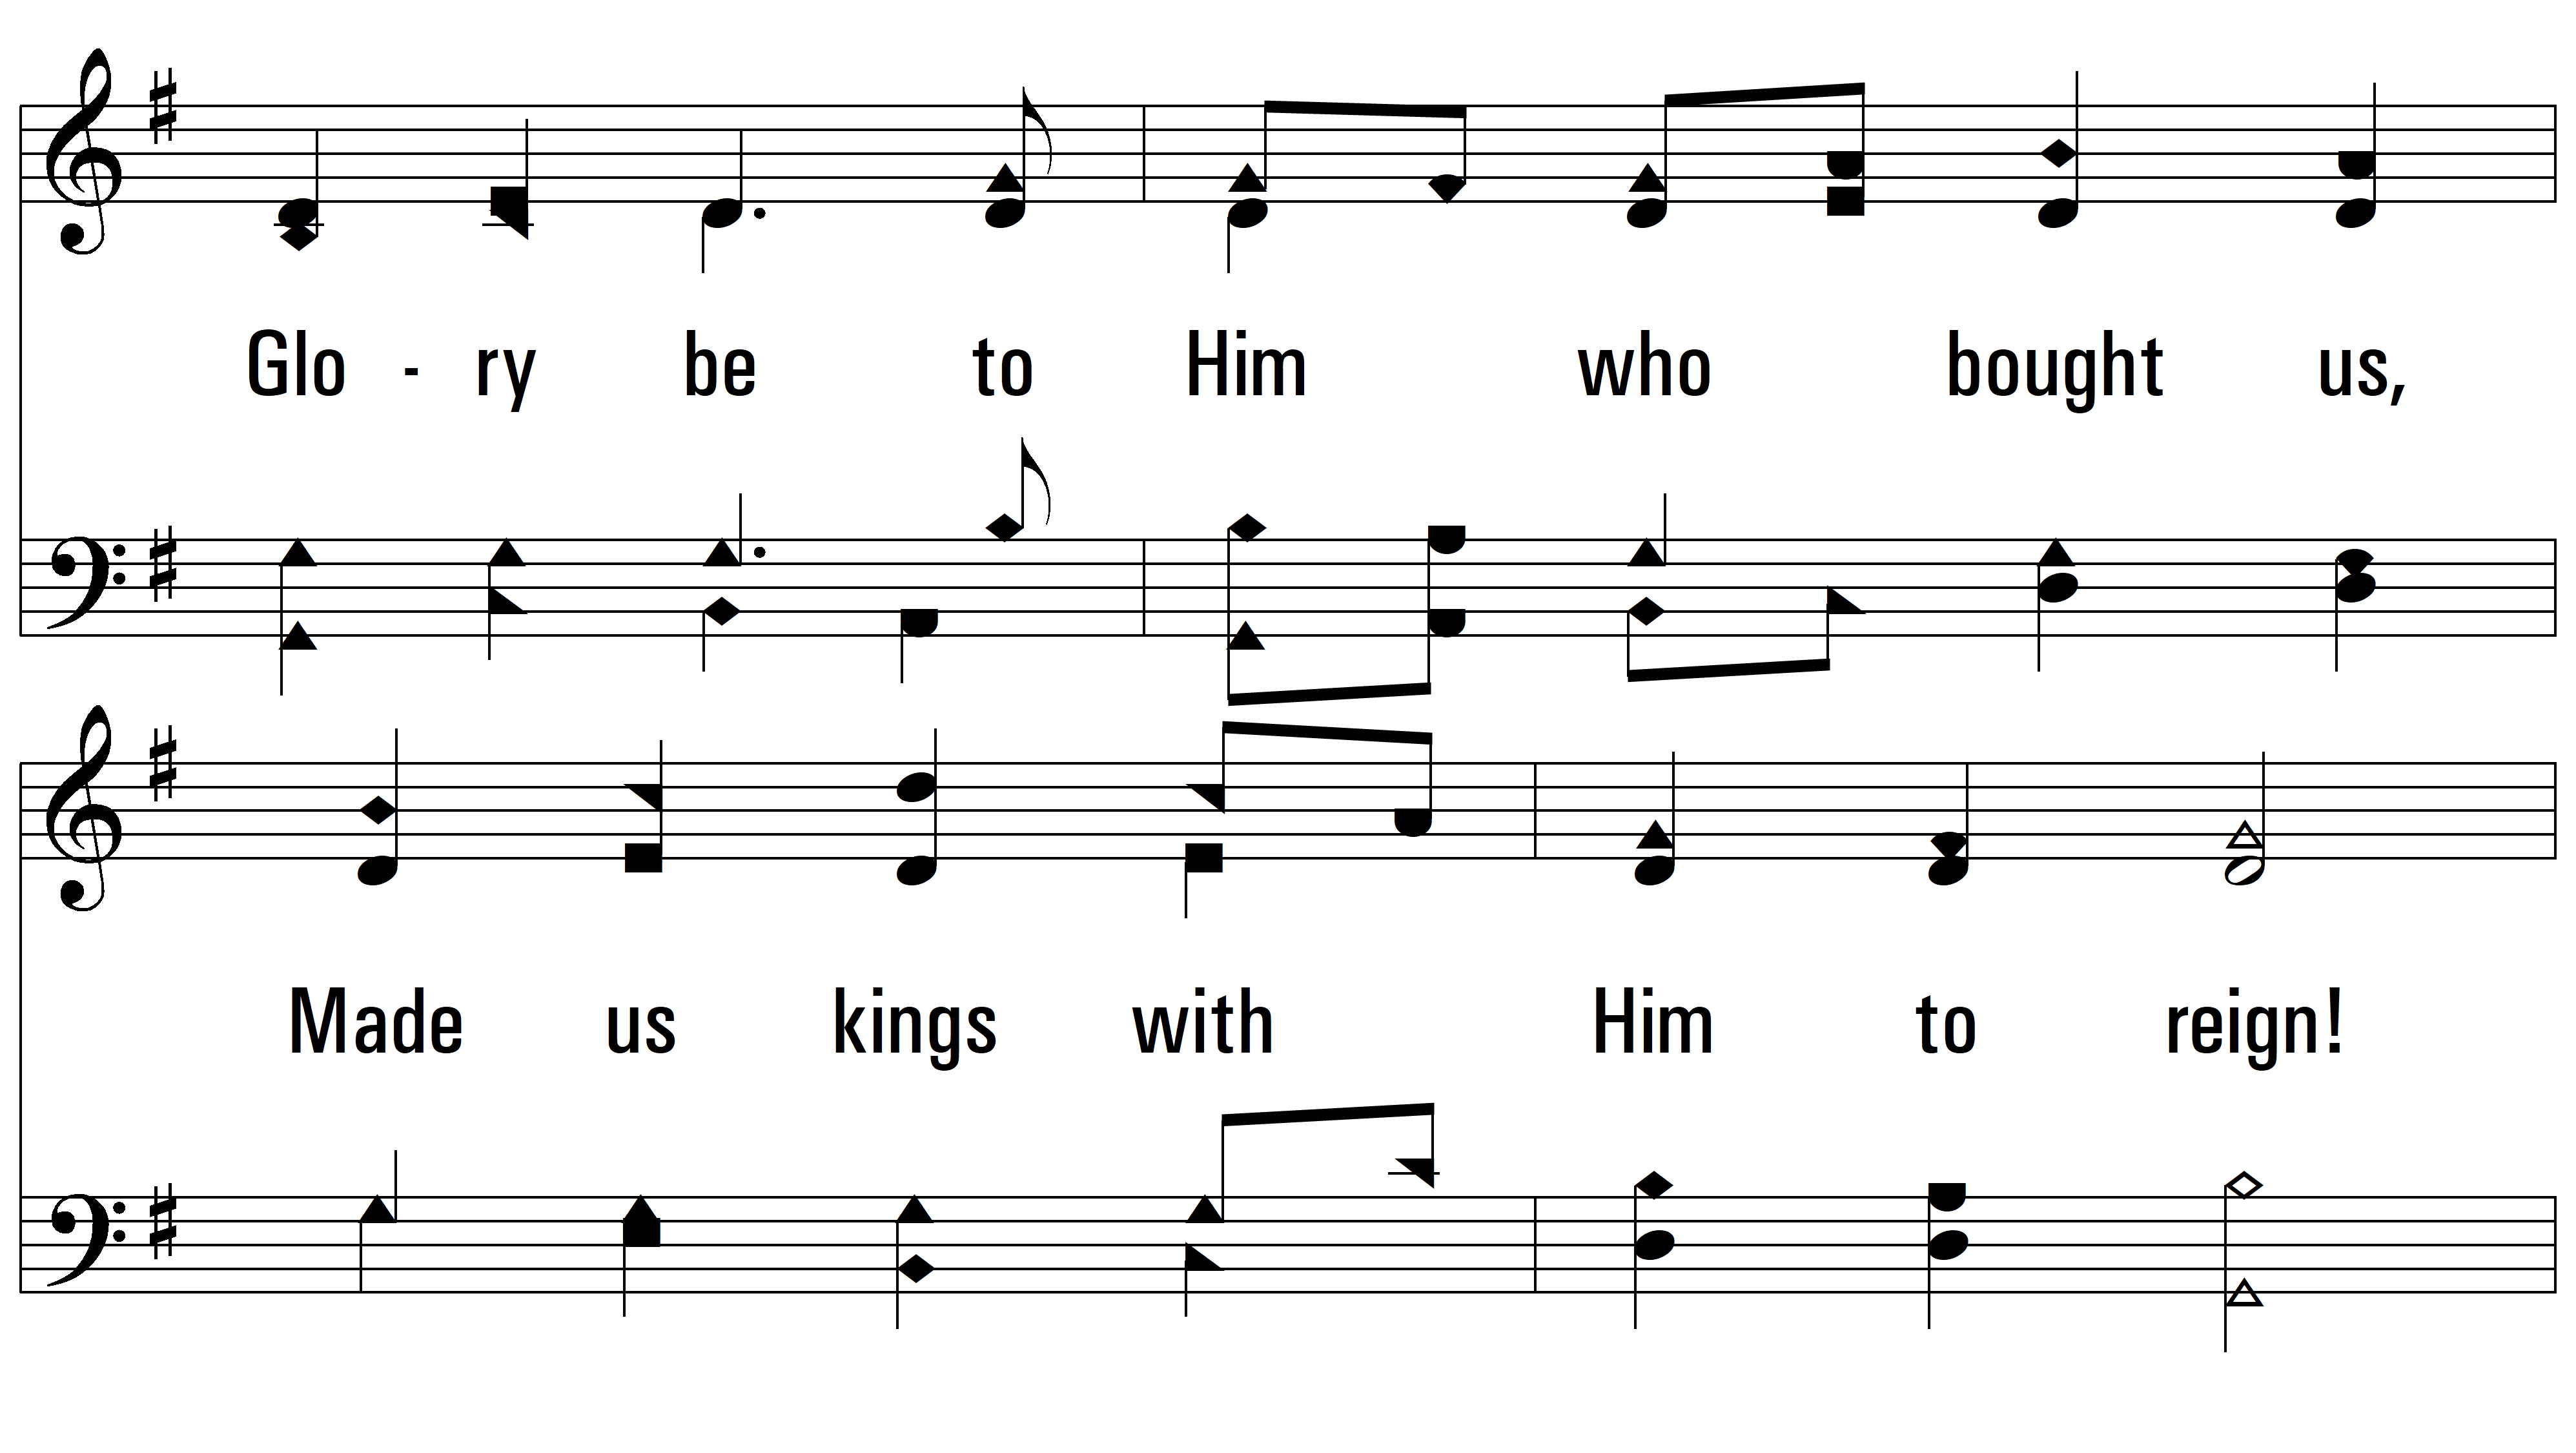 Glo - ry be to Him who bought us,
Made us kings with Him to reign!